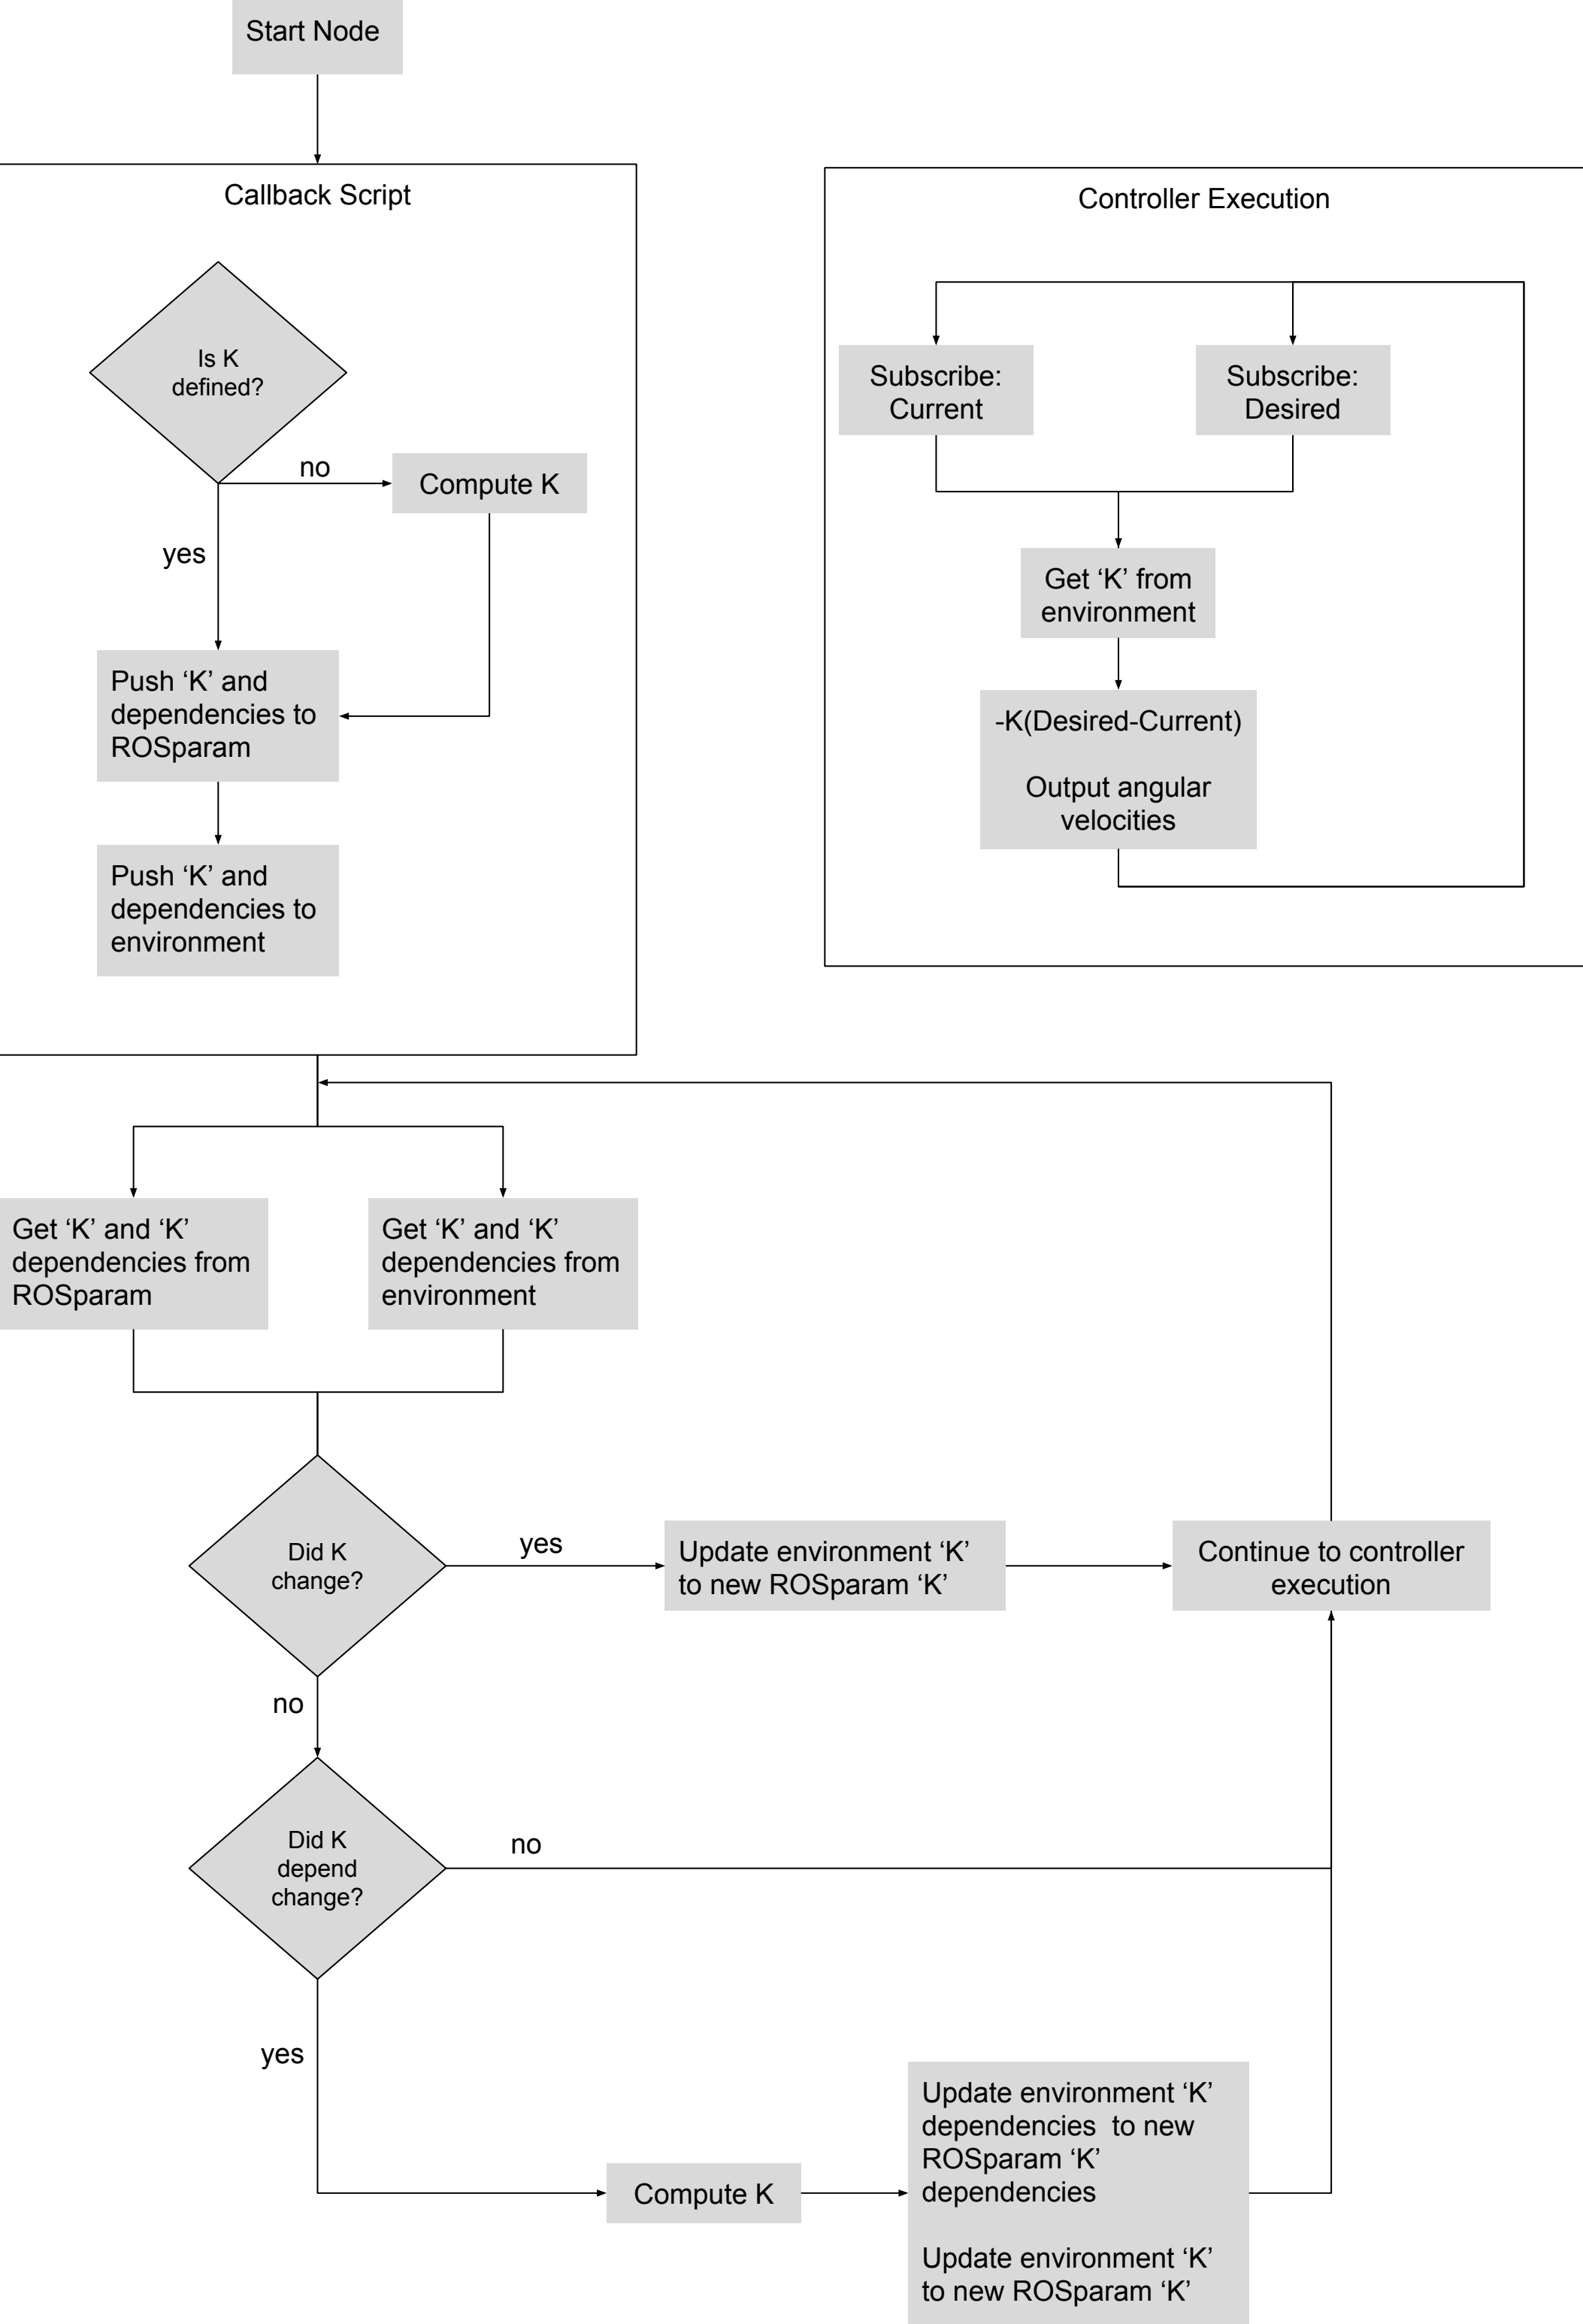 Start Node
Callback Script
Is K
defined?
no
Compute K
yes
Push ‘K’ and
dependencies to
ROSparam
Push ‘K’ and
dependencies to
environment
Controller Execution
Subscribe:
Current
Subscribe:
Desired
Get ‘K’ from
environment
-K(Desired-Current)
Output angular
velocities
Get ‘K’ and ‘K’
dependencies from
ROSparam
Get ‘K’ and ‘K’
dependencies from
environment
Did K
change?
yes
Update environment ‘K’
to new ROSparam ‘K’
Continue to controller
execution
no
Did K
depend
change?
no
yes
Compute K
Update environment ‘K’
dependencies  to new
ROSparam ‘K’
dependencies
Update environment ‘K’
to new ROSparam ‘K’